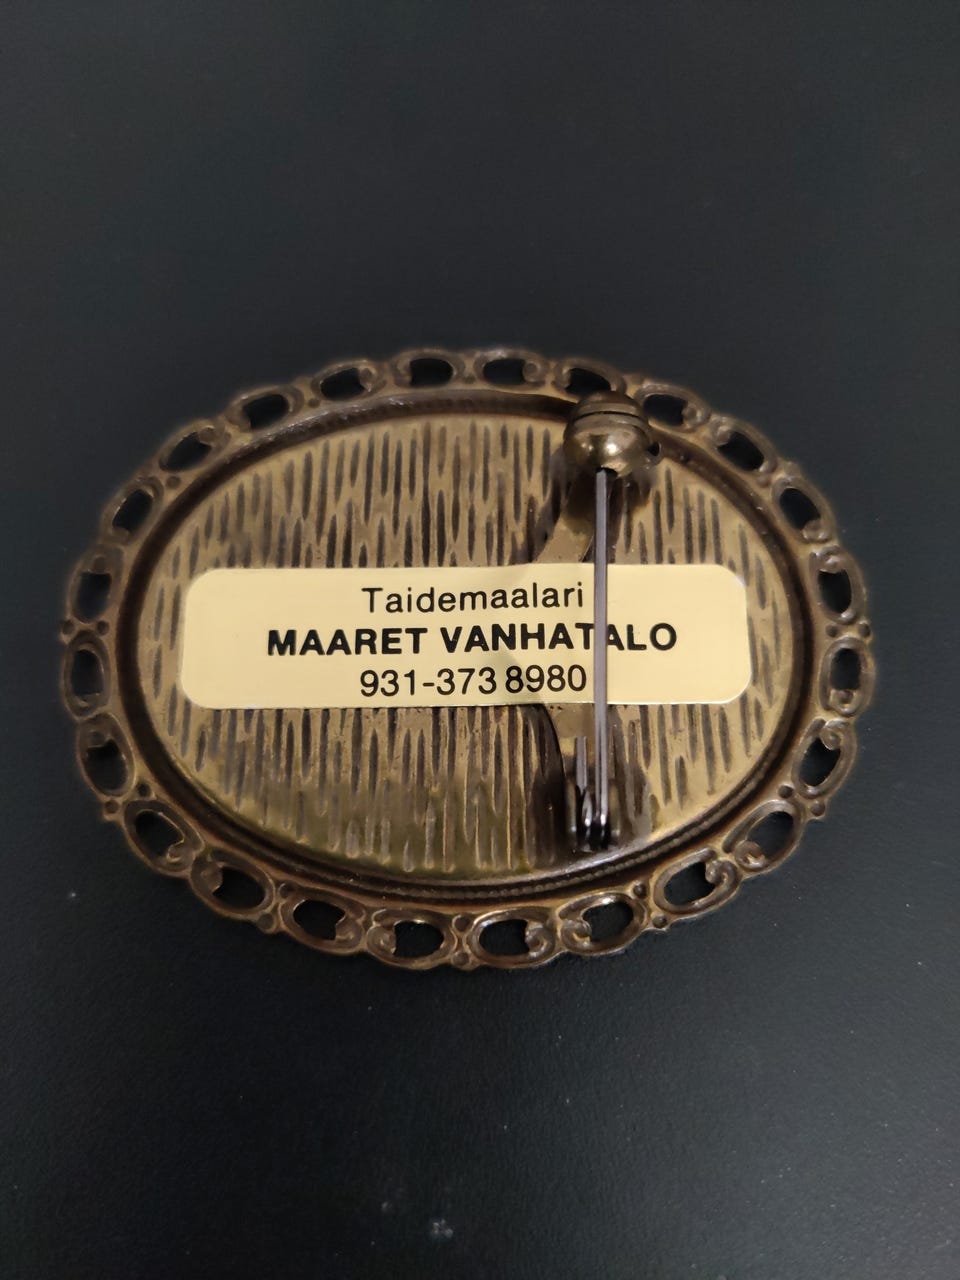 Taidemaalari
MAARET VANHATALO
931-373 8980